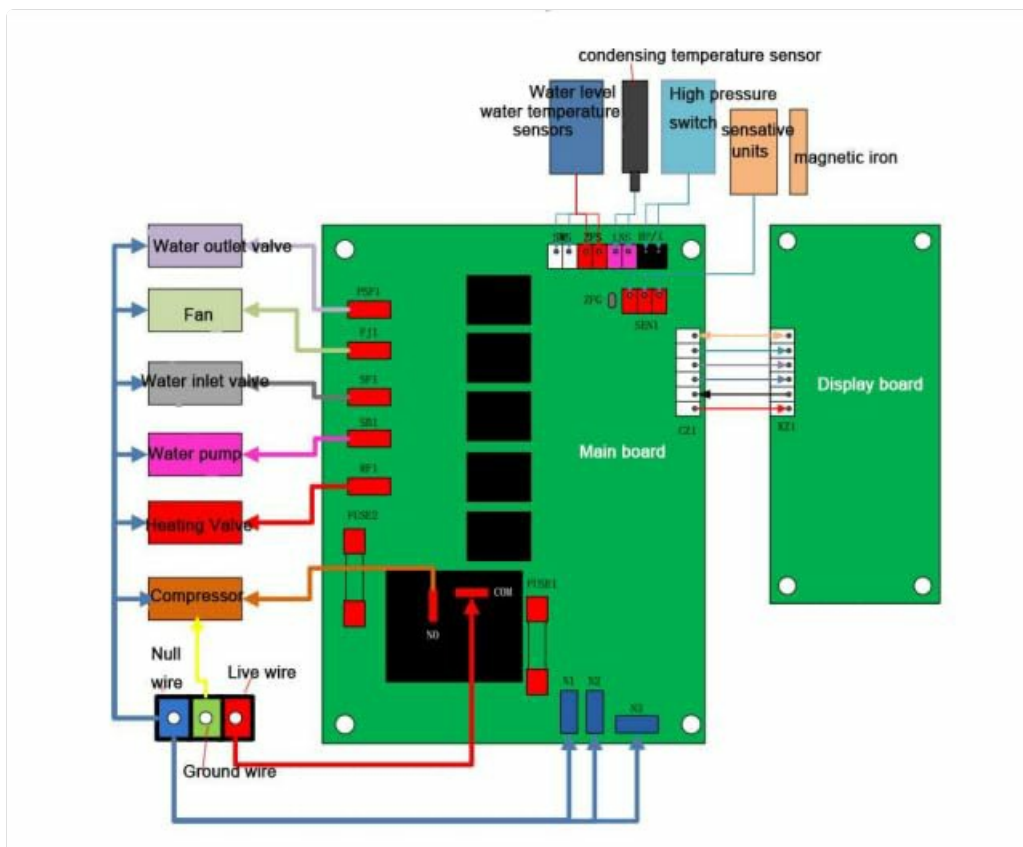 condensing temperature sensor
Water level
water temperature
sensors
High pressure
switch
sensative
units
magnetic iron
ZFS
ZFG
SEN1
Water outlet valve
PSF1
Fan
FJ1
Water inlet valve
SF1
Water pump
SB1
Heating Valve
RF1
FUSE2
CZ1
KZ1
Main board
Display board
Compressor
COM
NO
FUSE1
Null
wire
Live wire
Ground wire
N1
N2
N3